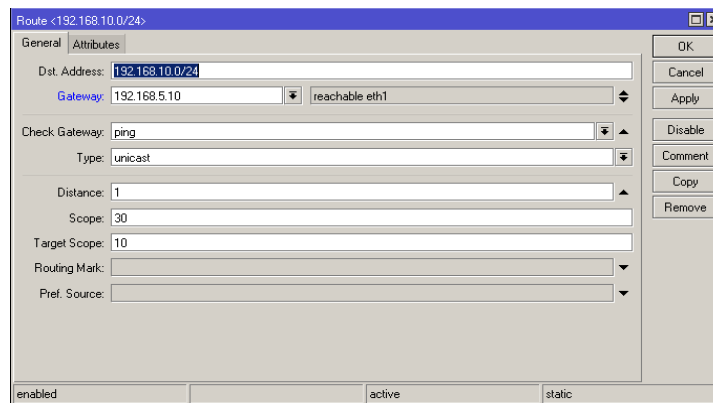 Route <192.168.10.0/24>
General Attributes
OK
Dst. Address: 192.168.10.0/24
Cancel
Gateway: 192.168.5.10 reachable eth1
Apply
Check Gateway: ping
Disable
Type: unicast
Comment
Copy
Distance: 1
Remove
Scope: 30
Target Scope: 10
Routing Mark:
Pref. Source:
enabled active static